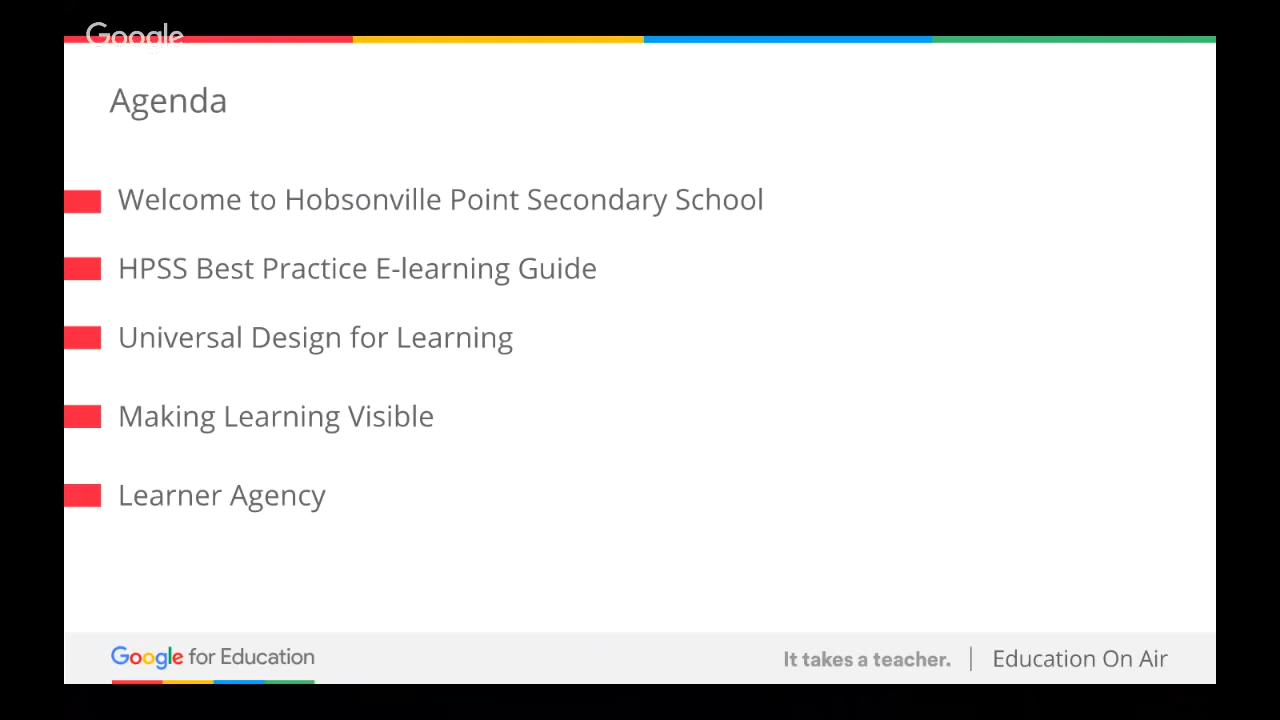 Google
Agenda
Welcome to Hobsonville Point Secondary School
HPSS Best Practice E-learning Guide
Universal Design for Learning
Making Learning Visible
Learner Agency
Google for Education
It takes a teacher. | Education On Air